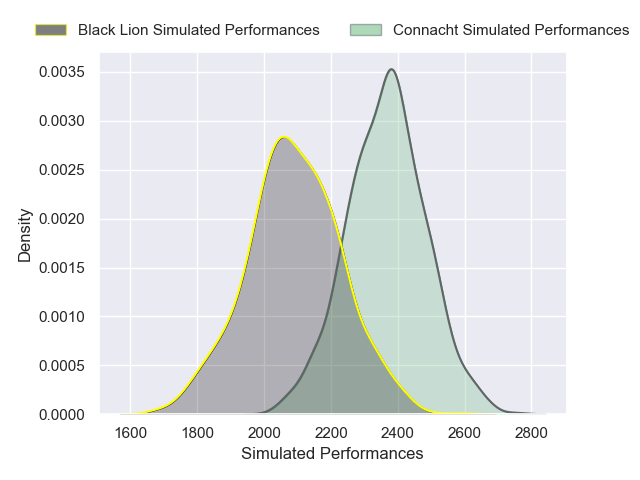 Black Lion Simulated Performances Connacht Simulated Performances
0.0035
0.0030
0.0025
0.0020
0.0015
0.0010
0.0005
0.0000
Density
1600 1800 2000 2200 2400 2600 2800
Simulated Performances